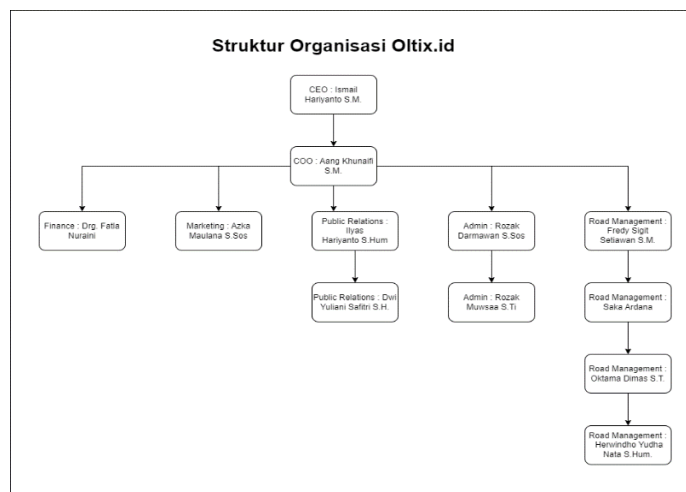 Struktur Organisasi Oltix.id
CEO : Ismail
Hariyanto S.M.
COO : Aang Khunaifi
S.M.
Finance : Drg. Fatia
Nuraini
Marketing : Azka
Maulana S.Sos
Public Relations :
Ilyas
Hariyanto S.Hum
Admin : Rozak
Darmawan S.Sos
Road Management :
Fredy Sigit
Setiawan S.M.
Public Relations : Dwi
Yuliani Safitri S.H.
Admin : Rozak
Muwsaa S.Ti
Road Management :
Saka Ardana
Road Management :
Oktama Dimas S.T.
Road Management :
Herwindho Yudha
Nata S.Hum.